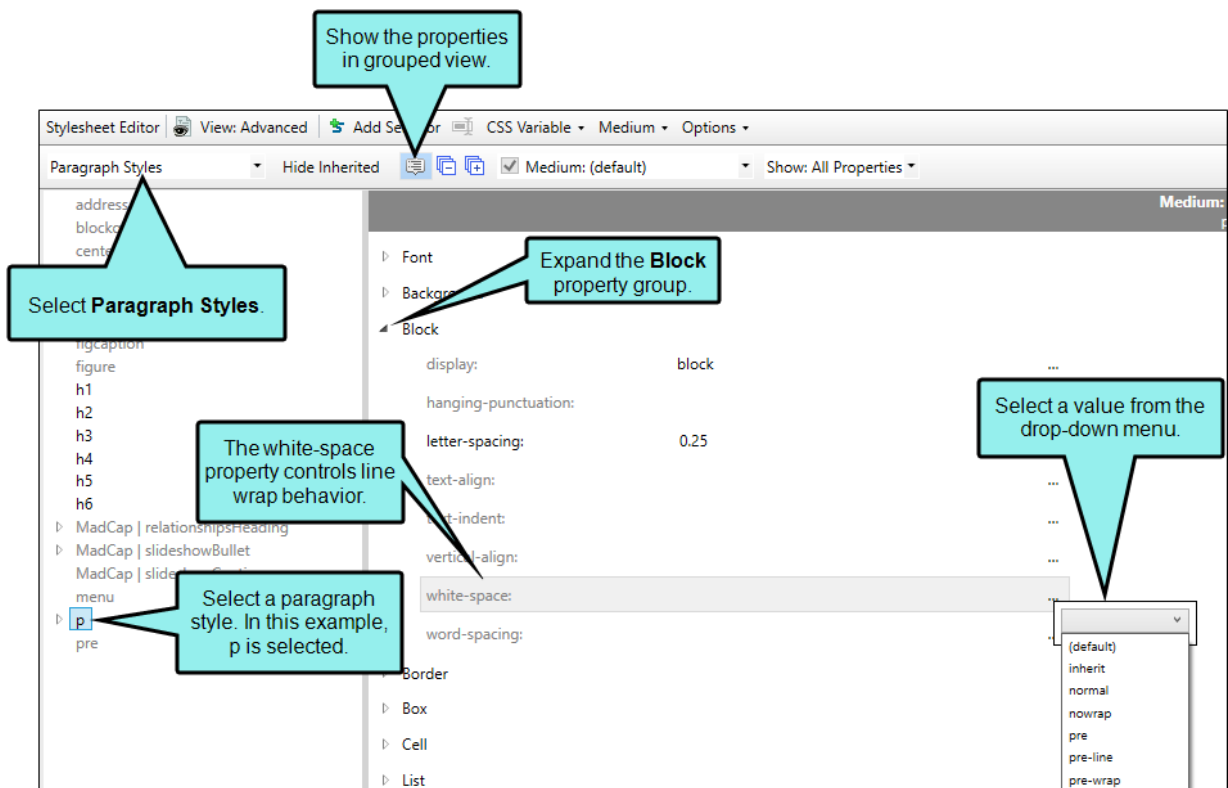 Show the properties
in grouped view.
Stylesheet Editor View: Advanced Add Se or CSS Variable Medium Options
Paragraph Styles Hide Inherited Medium: (default) Show: All Properties
address
blockq
cente
Select Paragraph Styles.
figcaption
figure
h1
h2
h3
h4
h5
h6
MadCap | relationshipsHeading
MadCap | slideshowBullet
MadCap | slide
menu
p
pre
Medium:
Font
Backgro
Block
Expand the Block
property group.
display: block ...
hanging-punctuation:
letter-spacing: 0.25
text-align: ...
text-indent: ...
vertical-align: ...
white-space: ...
word-spacing:
Border
Box
Cell
List
The white-space
property controls line
wrap behavior.
Select a paragraph
style. In this example,
p is selected.
Select a value from the
drop-down menu.
(default)
inherit
normal
nowrap
pre
pre-line
pre-wrap